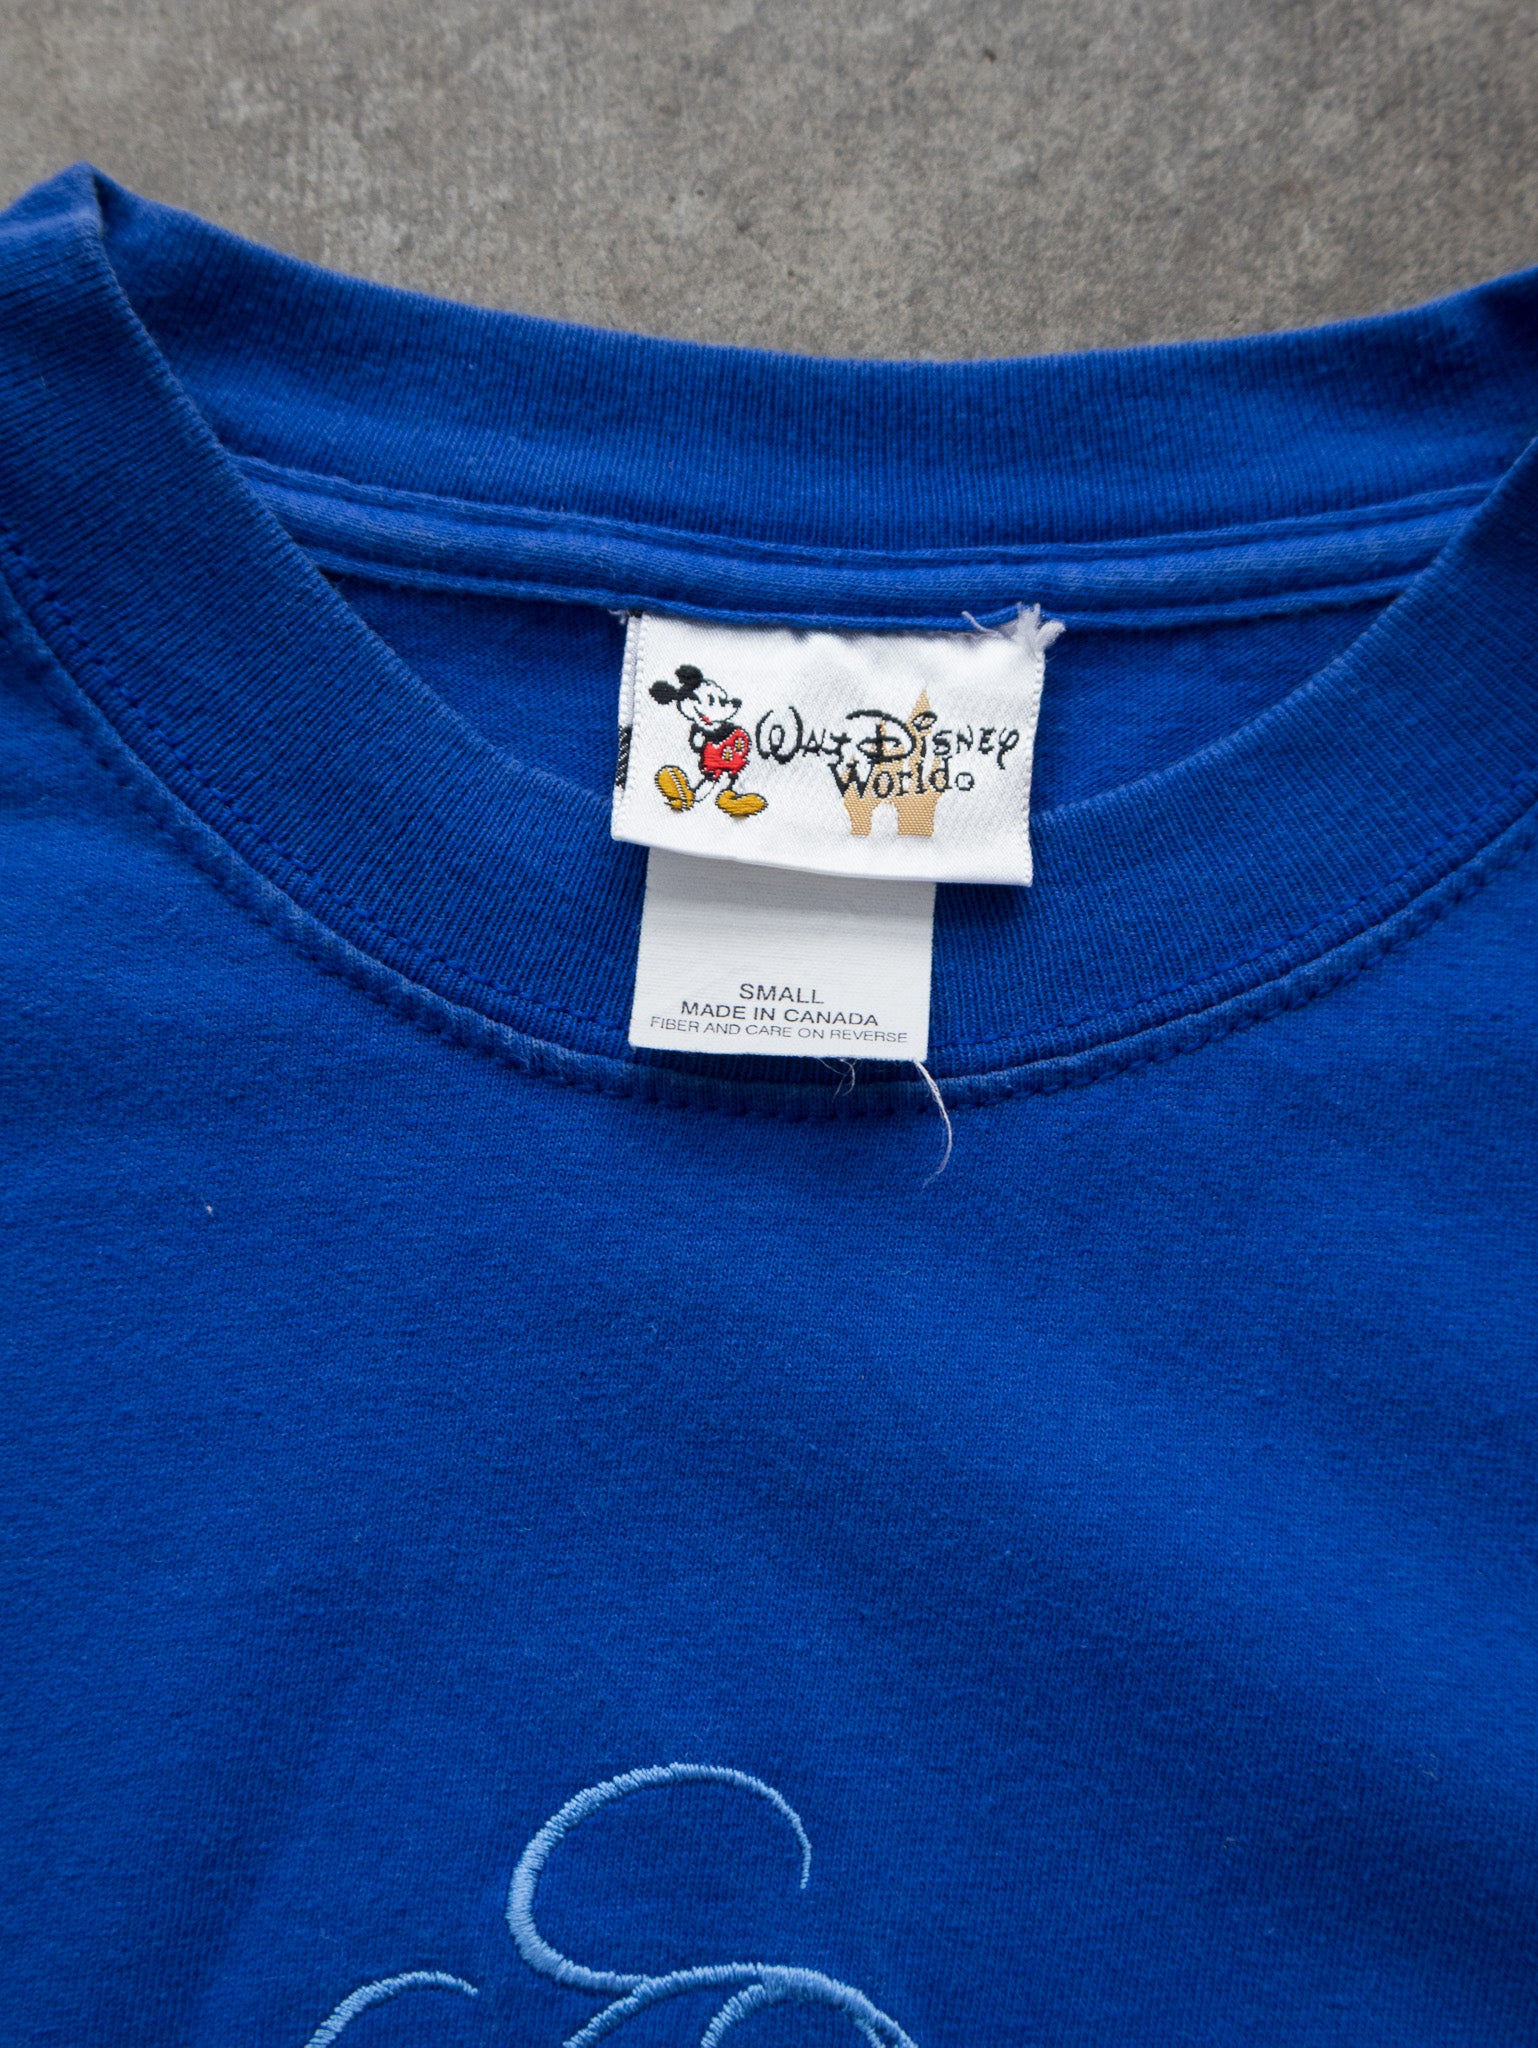 Walt Disney
World®
SMALL
MADE IN CANADA
FIBER AND CARE ON REVERSE